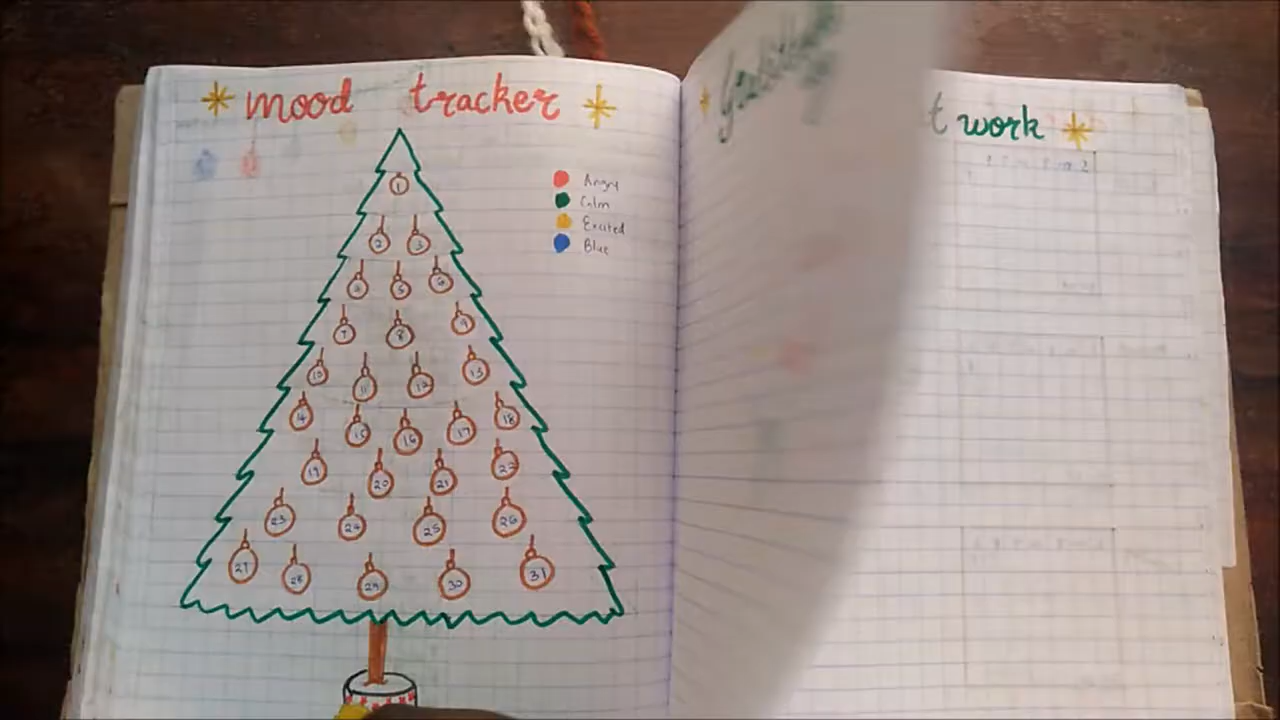 mood tracker
t work
1
Angry
Calm
Excited
Blue
2 3
4 5 6
7 8 9
10 11 12 13
14 15 16 17 18
19 20 21 22
23 24 25 26
27 28 29 30 31